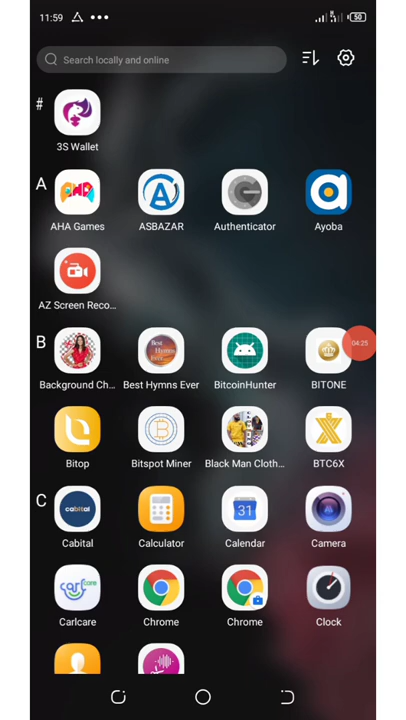 11:59
50
Search locally and online
#
3S Wallet
A
AHA Games
ASBAZAR
Authenticator
Ayoba
AZ Screen Reco...
04:25
B
Background Ch...
Best Hymns Ever
BitcoinHunter
BITONE
Bitop
Bitspot Miner
Black Man Cloth...
BTC6X
C
cabital
31
Cabital
Calculator
Calendar
Camera
carlcare
Carlcare
Chrome
Chrome
Clock